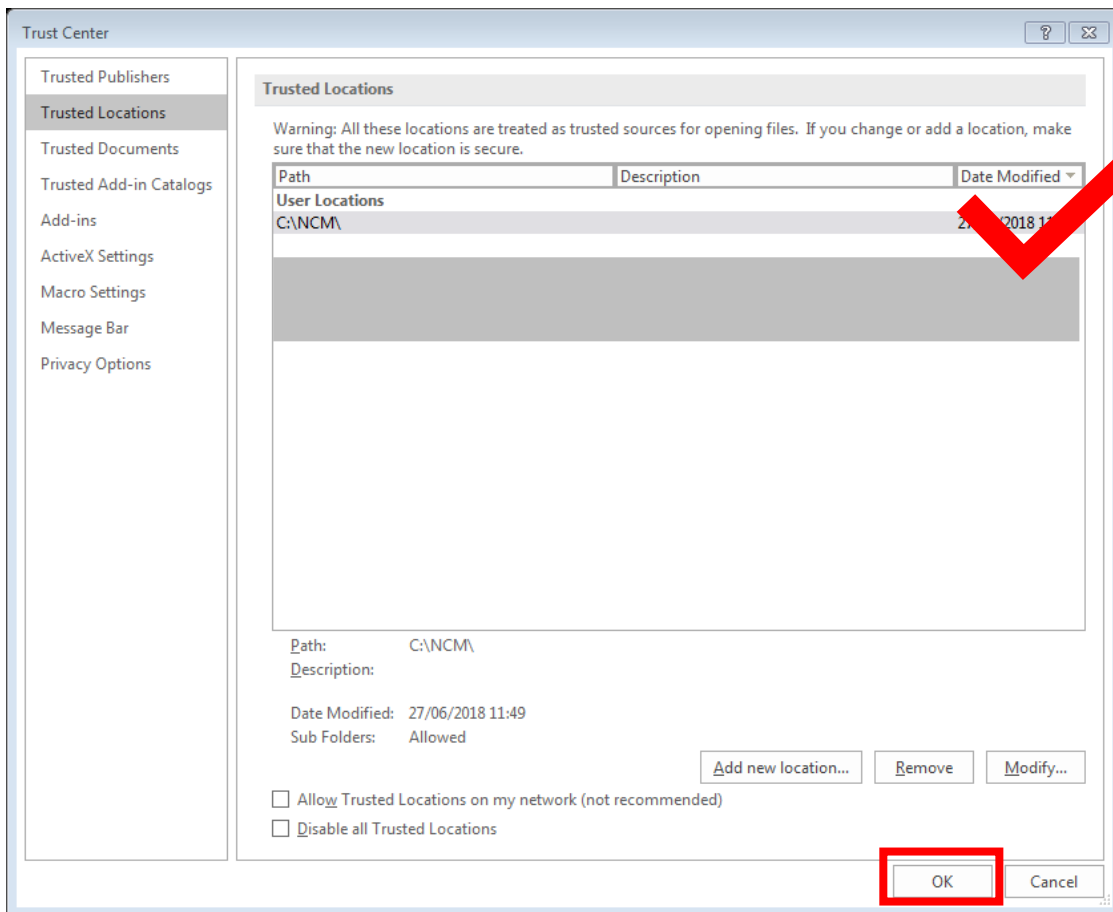 Trust Center
Trusted Publishers
Trusted Locations
Trusted Documents
Trusted Add-in Catalogs
Add-ins
ActiveX Settings
Macro Settings
Message Bar
Privacy Options
Trusted Locations
Warning: All these locations are treated as trusted sources for opening files. If you change or add a location, make
sure that the new location is secure.
Path Description Date Modified
User Locations
C:\NCM\
Path: C:\NCM\
Description:
Date Modified: 27/06/2018 11:49
Sub Folders: Allowed
Add new location... Remove Modify...
Allow Trusted Locations on my network (not recommended)
Disable all Trusted Locations
OK Cancel